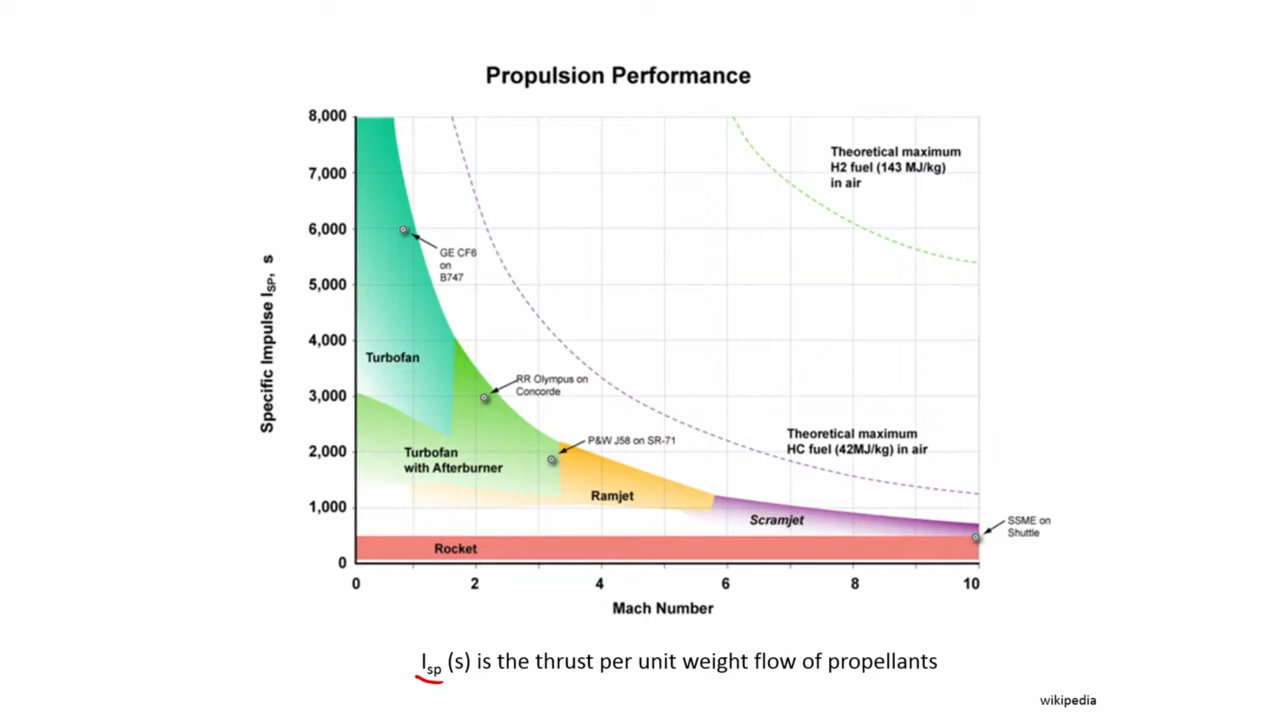 Propulsion Performance
8,000
7,000
6,000
5,000
4,000
3,000
2,000
1,000
0
Specific Impulse ISP, s
Theoretical maximum
H2 fuel (143 MJ/kg)
in air
GE CF6
on
B747
Turbofan
RR Olympus on
Concorde
Theoretical maximum
HC fuel (42MJ/kg) in air
P&W J58 on SR-71
Turbofan
with Afterburner
Ramjet
Scramjet
SSME on
Shuttle
Rocket
0 2 4 6 8 10
Mach Number
Isp (s) is the thrust per unit weight flow of propellants
wikipedia